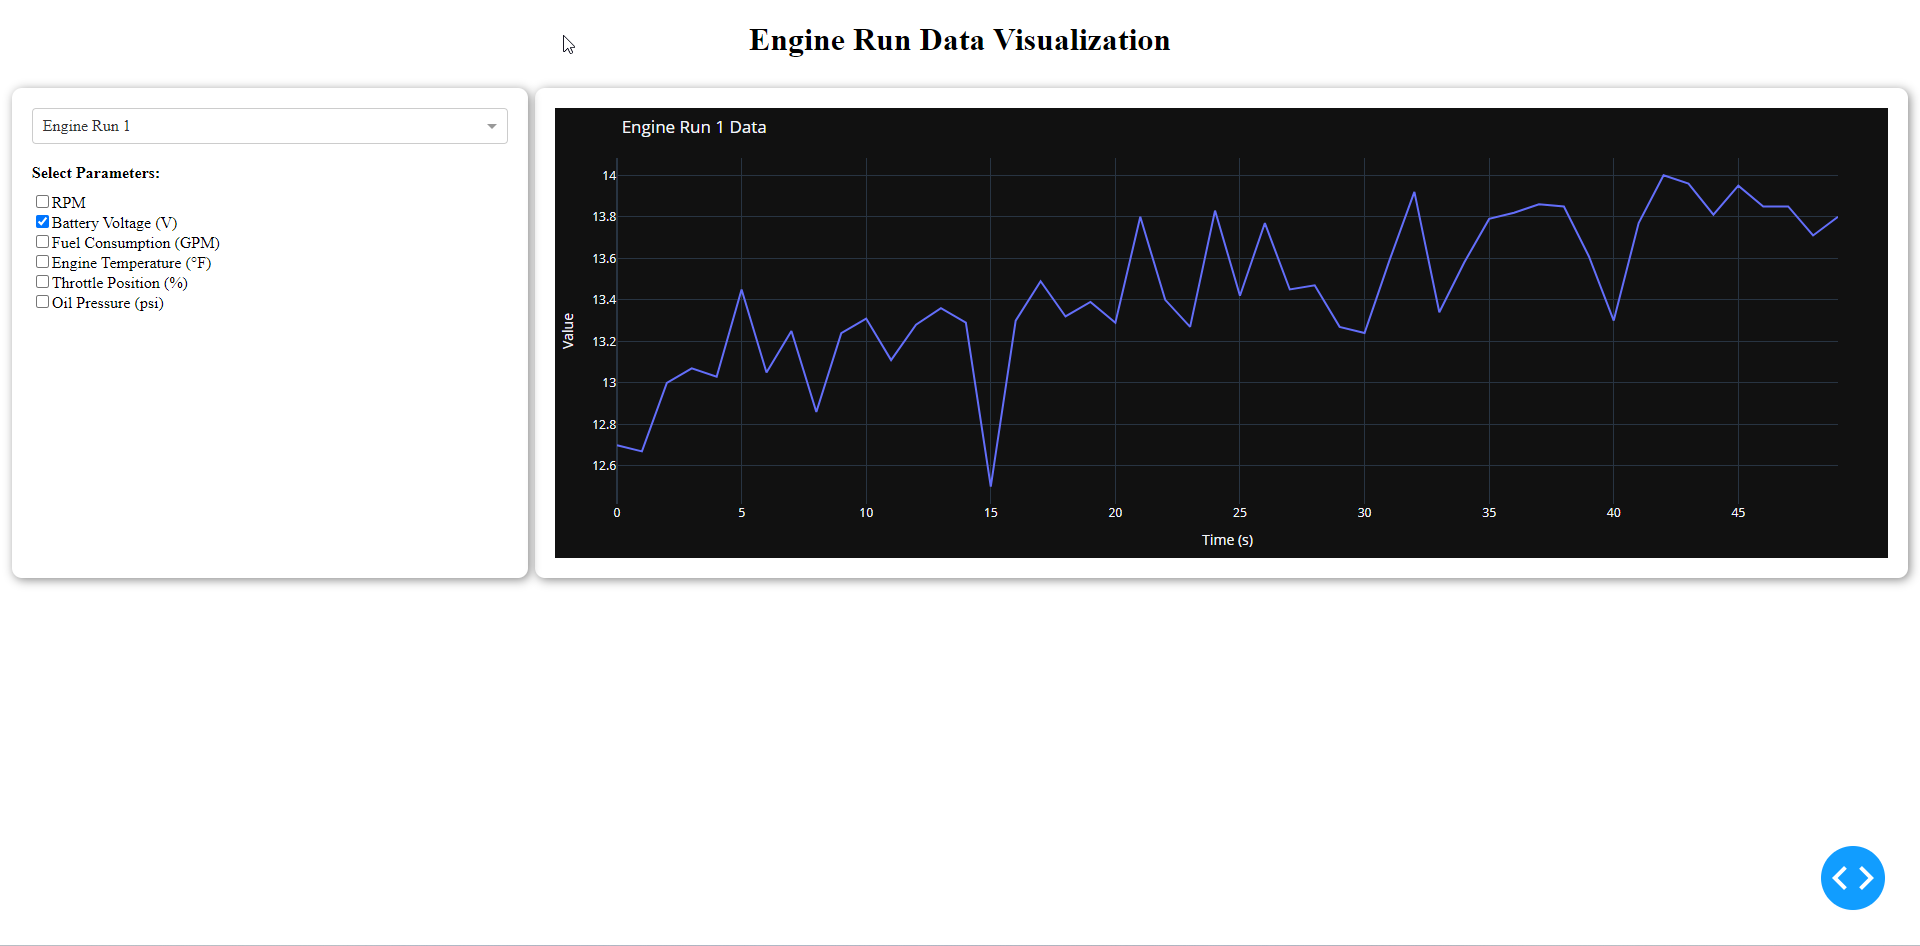 Engine Run Data Visualization
Engine Run 1
Select Parameters:
RPM
Battery Voltage (V)
Fuel Consumption (GPM)
Engine Temperature (°F)
Throttle Position (%)
Oil Pressure (psi)
Engine Run 1 Data
14
13.8
13.6
13.4
13.2
13
12.8
12.6
Value
0 5 10 15 20 25 30 35 40 45
Time (s)